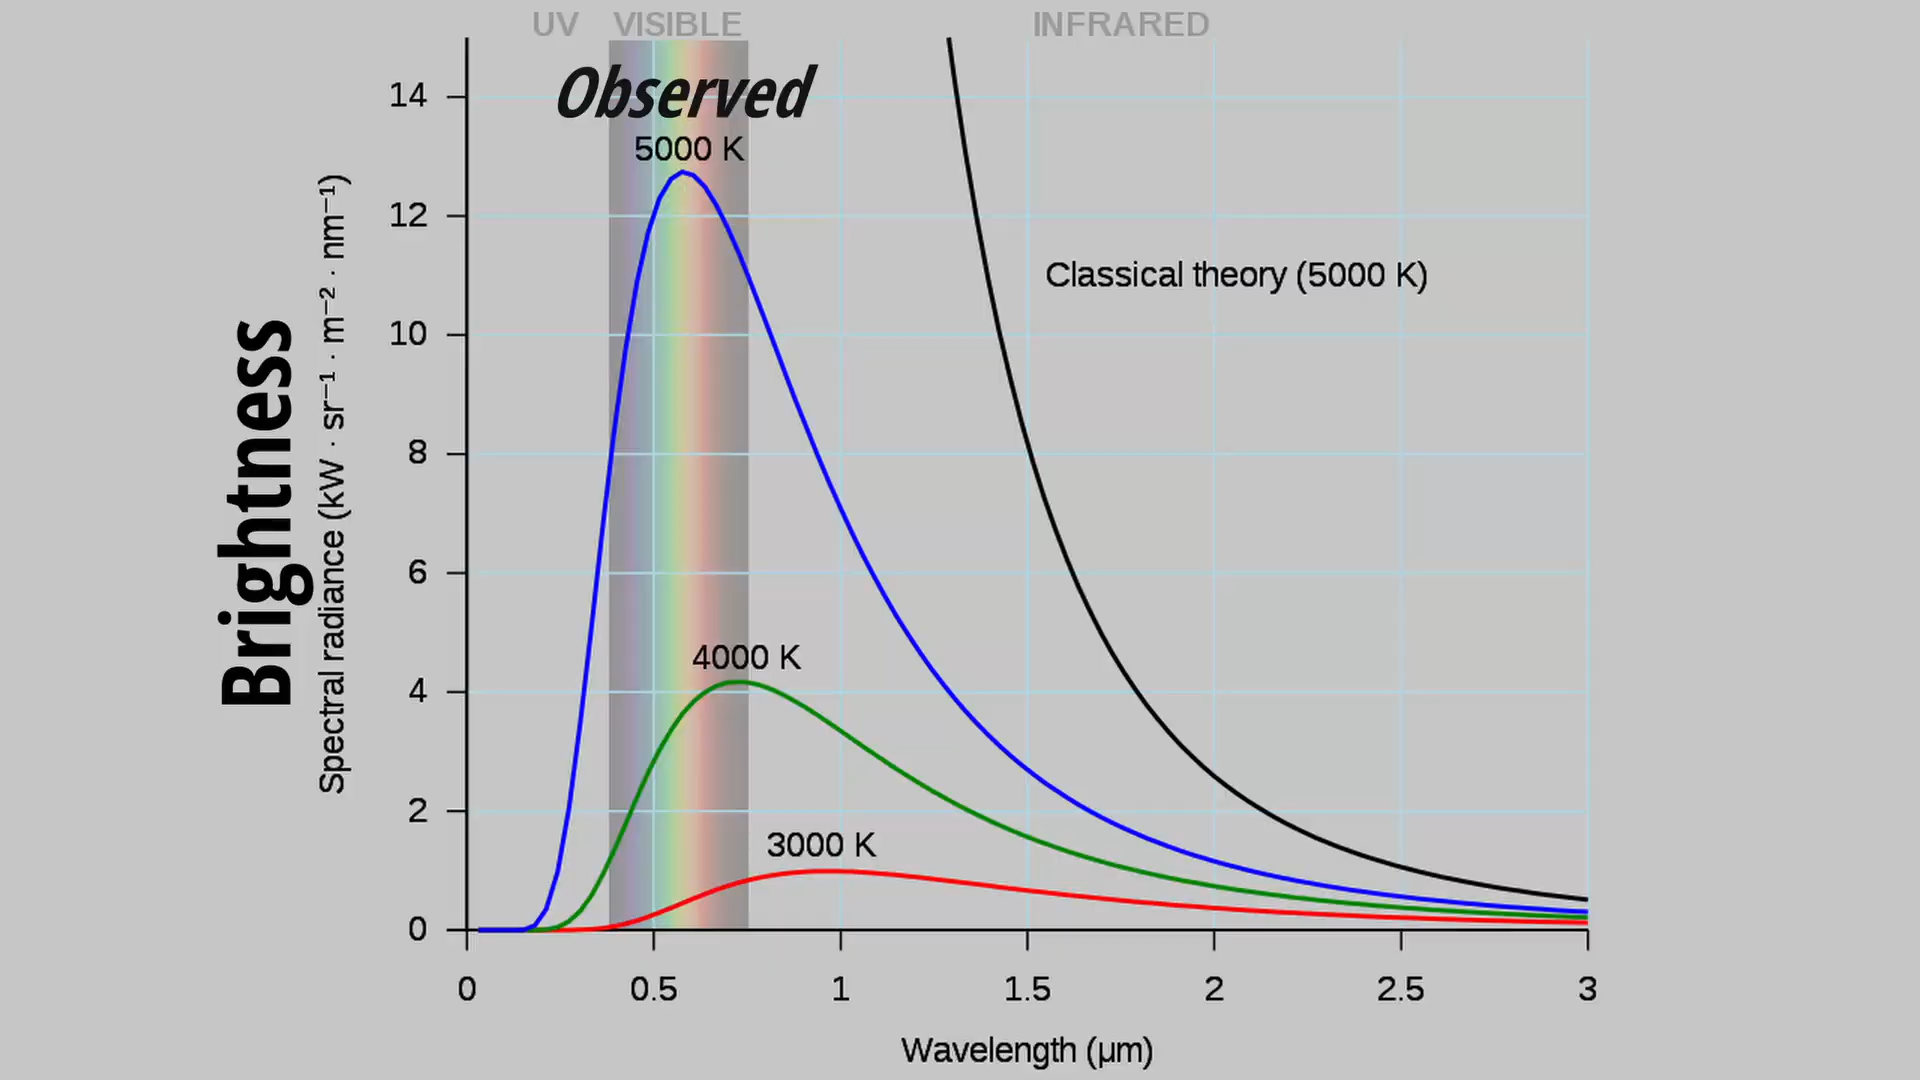 UV VISIBLE INFRARED
Observed
5000 K
Classical theory (5000 K)
4000 K
3000 K
Brightness
Spectral radiance (kW · sr⁻¹ · m⁻² · nm⁻¹)
14
12
10
8
6
4
2
0
0 0.5 1 1.5 2 2.5 3
Wavelength (µm)